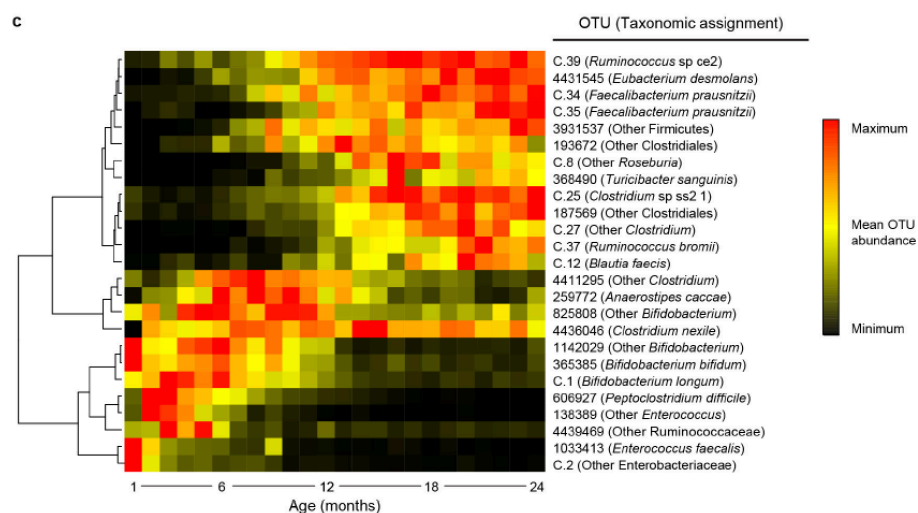 c
OTU (Taxonomic assignment)
C.39 (Ruminococcus sp ce2)
4431545 (Eubacterium desmolans)
C.34 (Faecalibacterium prausnitzii)
C.35 (Faecalibacterium prausnitzii)
3931537 (Other Firmicutes)
193672 (Other Clostridiales)
C.8 (Other Roseburia)
368490 (Turicibacter sanguinis)
C.25 (Clostridium sp ss2 1)
187569 (Other Clostridiales)
C.27 (Other Clostridium)
C.37 (Ruminococcus bromii)
C.12 (Blautia faecis)
4411295 (Other Clostridium)
259772 (Anaerostipes caccae)
825808 (Other Bifidobacterium)
4436046 (Clostridium nexile)
1142029 (Other Bifidobacterium)
365385 (Bifidobacterium bifidum)
C.1 (Bifidobacterium longum)
606927 (Peptoclostridium difficile)
138389 (Other Enterococcus)
4439469 (Other Ruminococcaceae)
1033413 (Enterococcus faecalis)
C.2 (Other Enterobacteriaceae)
Maximum
Mean OTU
abundance
Minimum
1 6 12 18 24
Age (months)